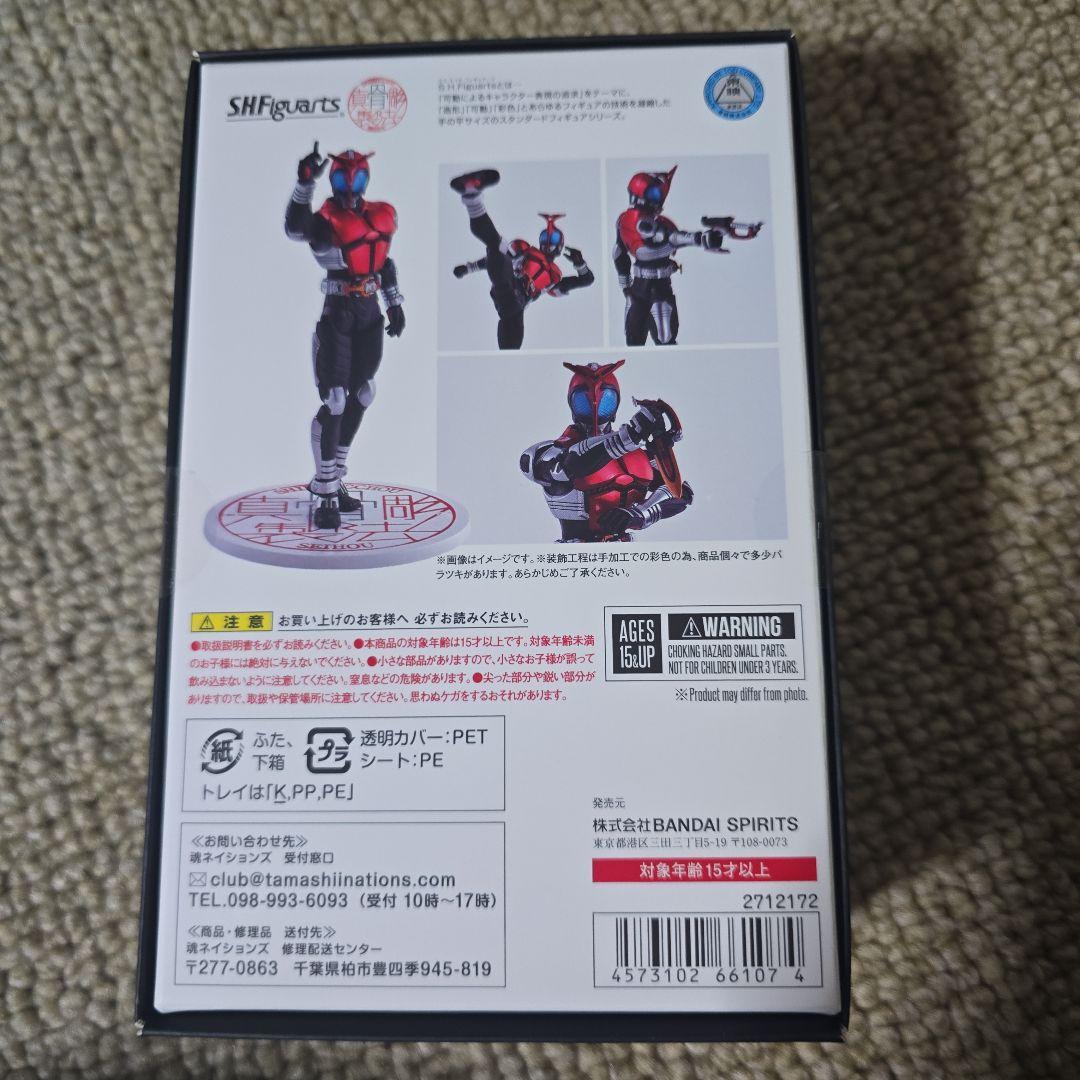 S.H.Figuarts
真骨彫製法
S.H.Figuartsとは…
「可動によるキャラクター表現の追求」をテーマに、
「造形」「可動」「彩色」とあらゆるフィギュアの技術を凝縮した
手の平サイズのスタンダードフィギュアシリーズ。
SEIHOU
※画像はイメージです。※装飾工程は手加工での彩色の為、商品個々で多少バ
ラツキがあります。あらかじめご了承ください。
注意 お買い上げのお客様へ 必ずお読みください。
●取扱説明書を必ずお読みください。●本商品の対象年齢は15才以上です。対象年齢未満
のお子様には絶対に与えないでください。●小さな部品がありますので、小さなお子様が誤って
飲み込まないように注意してください。窒息などの危険があります。●尖った部分や鋭い部分が
ありますので、取扱や保管場所に注意してください。思わぬケガをするおそれがあります。
AGES
15&UP
WARNING
CHOKING HAZARD SMALL PARTS.
NOT FOR CHILDREN UNDER 3 YEARS.
※Product may differ from photo.
紙 ふた、
下箱
プラ 透明カバー:PET
シート:PE
トレイは「K,PP,PE」
≪お問い合わせ先≫
魂ネイションズ 受付窓口
club@tamashiinations.com
TEL.098-993-6093（受付 10時～17時）
≪商品・修理品 送付先≫
魂ネイションズ 修理配送センター
〒277-0863 千葉県柏市豊四季945-819
発売元
株式会社BANDAI SPIRITS
東京都港区三田三丁目5-19 〒108-0073
対象年齢15才以上
2712172
4573102 66107 4